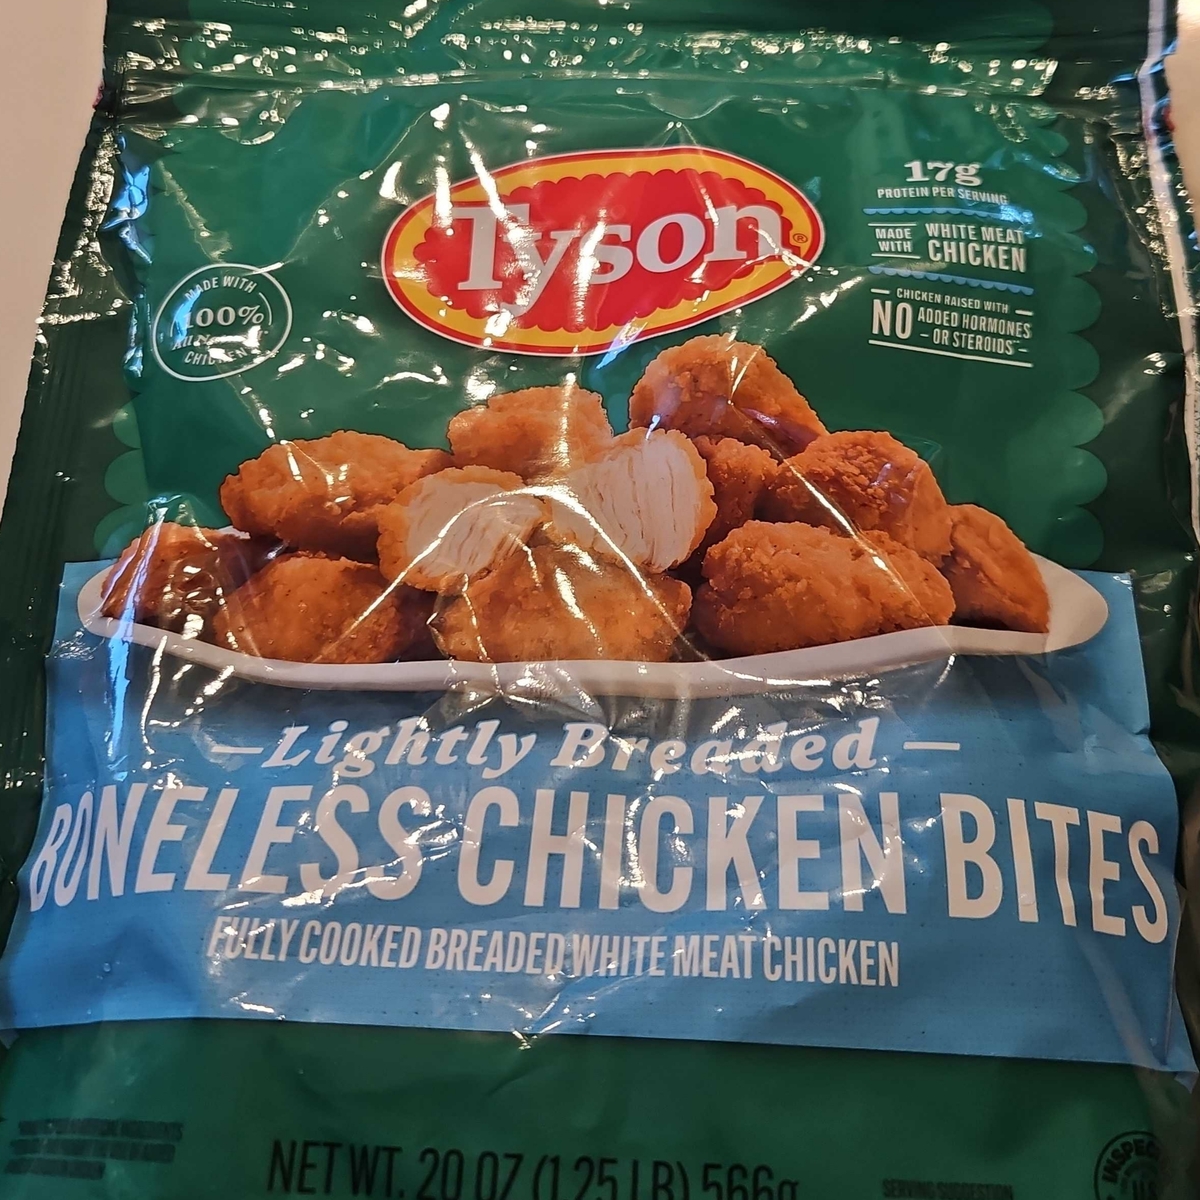 Tyson®
17g
PROTEIN PER SERVING
MADE WITH
WHITE MEAT CHICKEN
CHICKEN RAISED WITH
NO ADDED HORMONES
OR STEROIDS
MADE WITH
100%
All Natural
CHICKEN
Lightly Breaded
BONELESS CHICKEN BITES
FULLY COOKED BREADED WHITE MEAT CHICKEN
NET WT. 20 OZ (1.25 LB) 566g
SERVING SUGGESTION